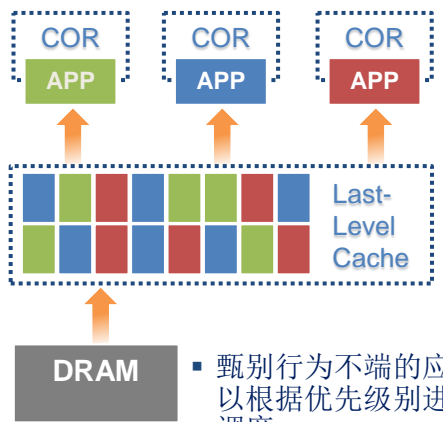 COR COR COR
APP APP APP
Last-
Level
Cache
DRAM
▪ 甄别行为不端的应
以根据优先级别进